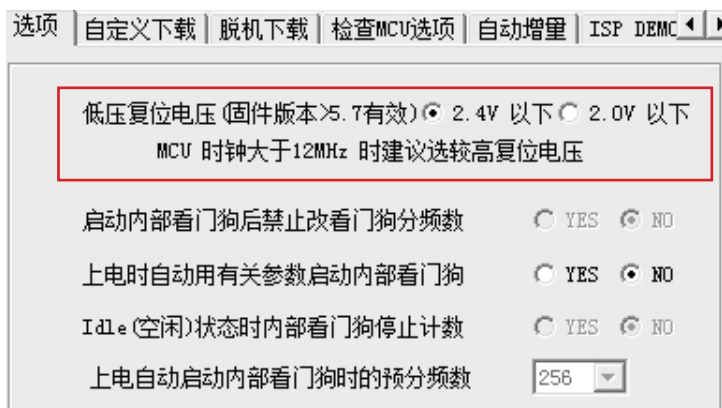 选项 自定义下载 脱机下载 检查MCU选项 自动增量 ISP DEMO
低压复位电压(固件版本>5.7有效) 2.4V 以下 2.0V 以下
MCU 时钟大于12MHz 时建议选较高复位电压
启动内部看门狗后禁止改看门狗分频数 YES NO
上电时自动用有关参数启动内部看门狗 YES NO
Idle(空闲)状态时内部看门狗停止计数 YES NO
上电自动启动内部看门狗时的预分频数 256